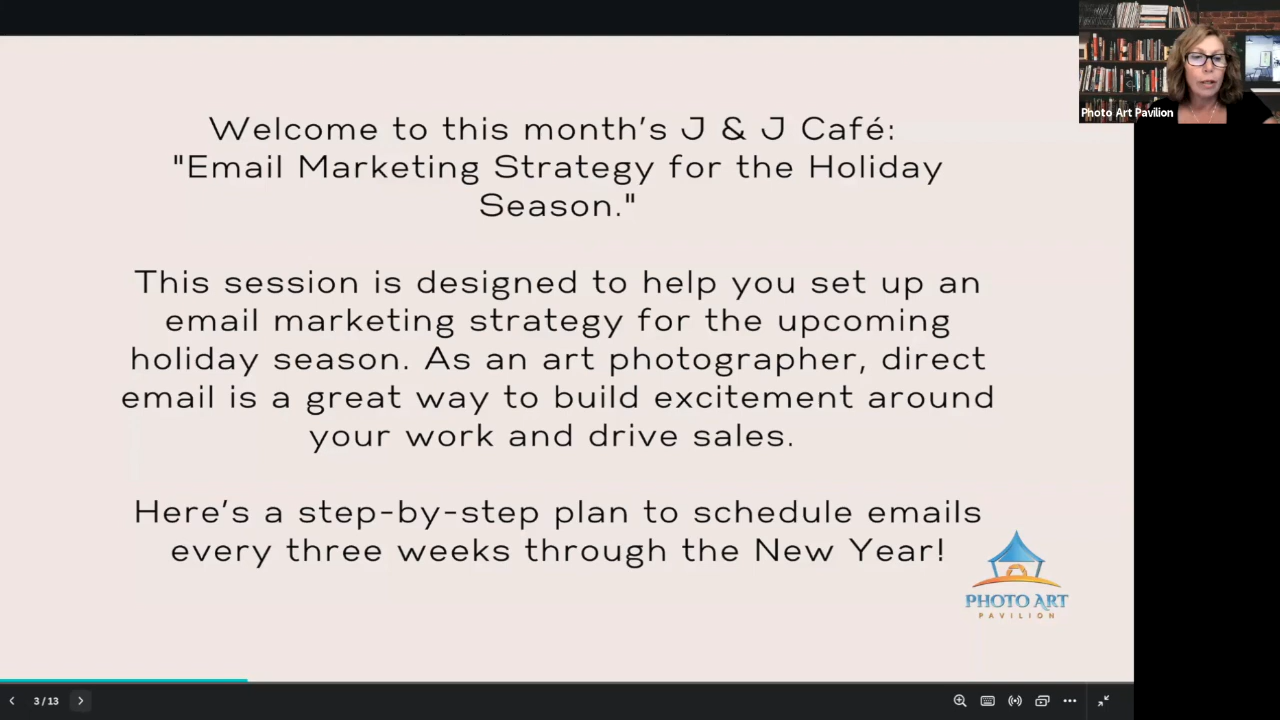 Welcome to this month's J & J Café:
"Email Marketing Strategy for the Holiday
Season."
This session is designed to help you set up an
email marketing strategy for the upcoming
holiday season. As an art photographer, direct
email is a great way to build excitement around
your work and drive sales.
Here's a step-by-step plan to schedule emails
every three weeks through the New Year!
PHOTO ART
PAVILION
Photo Art Pavilion
3 / 13